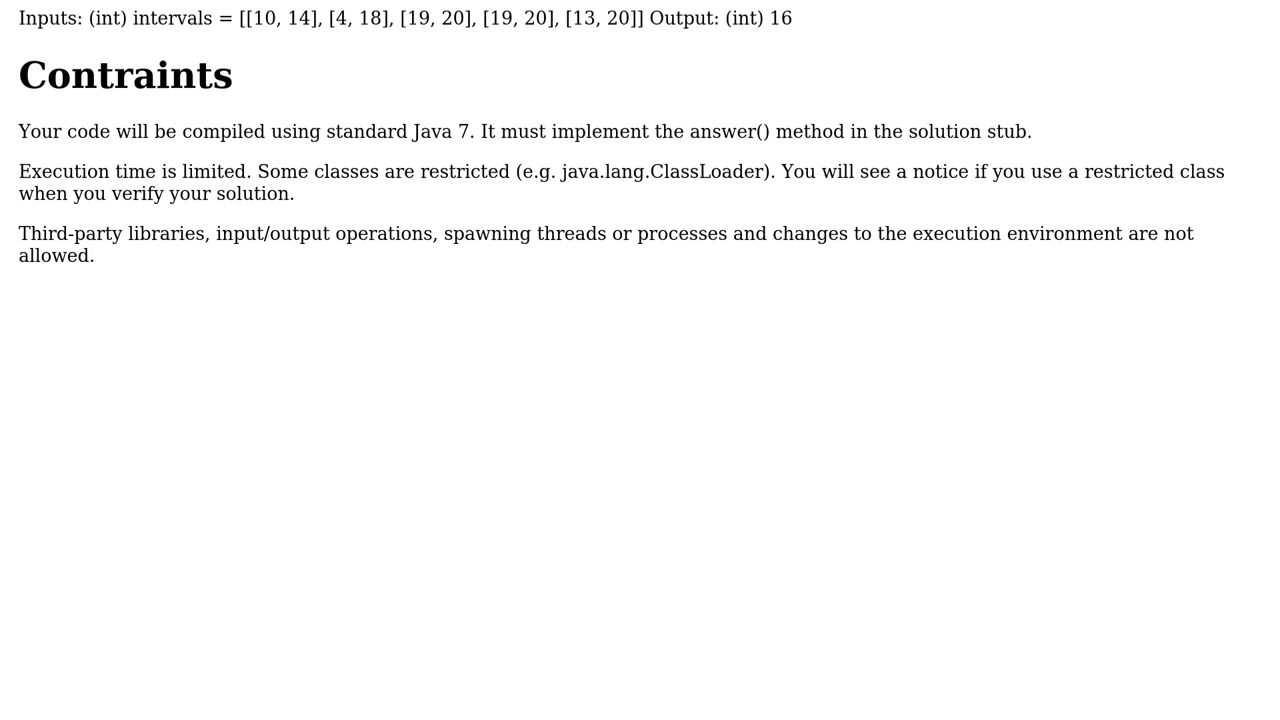 Inputs: (int) intervals = [[10, 14], [4, 18], [19, 20], [19, 20], [13, 20]] Output: (int) 16
Contraints
Your code will be compiled using standard Java 7. It must implement the answer() method in the solution stub.
Execution time is limited. Some classes are restricted (e.g. java.lang.ClassLoader). You will see a notice if you use a restricted class
when you verify your solution.
Third-party libraries, input/output operations, spawning threads or processes and changes to the execution environment are not
allowed.